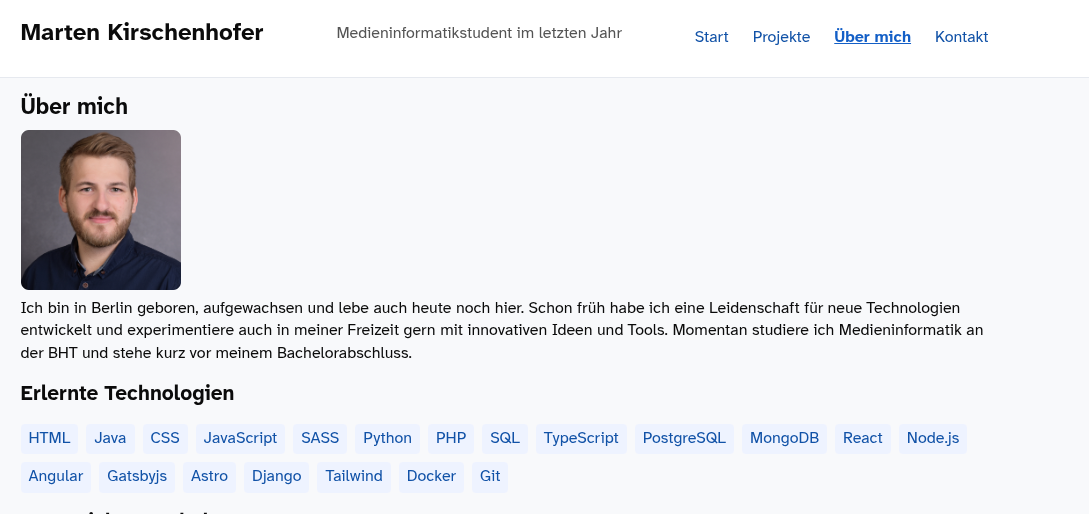 Marten Kirschenhofer
Medieninformatikstudent im letzten Jahr
Start Projekte Über mich Kontakt
Über mich
Ich bin in Berlin geboren, aufgewachsen und lebe auch heute noch hier. Schon früh habe ich eine Leidenschaft für neue Technologien
entwickelt und experimentiere auch in meiner Freizeit gern mit innovativen Ideen und Tools. Momentan studiere ich Medieninformatik an
der BHT und stehe kurz vor meinem Bachelorabschluss.
Erlernte Technologien
HTML Java CSS JavaScript SASS Python PHP SQL TypeScript PostgreSQL MongoDB React Node.js
Angular Gatsbyjs Astro Django Tailwind Docker Git